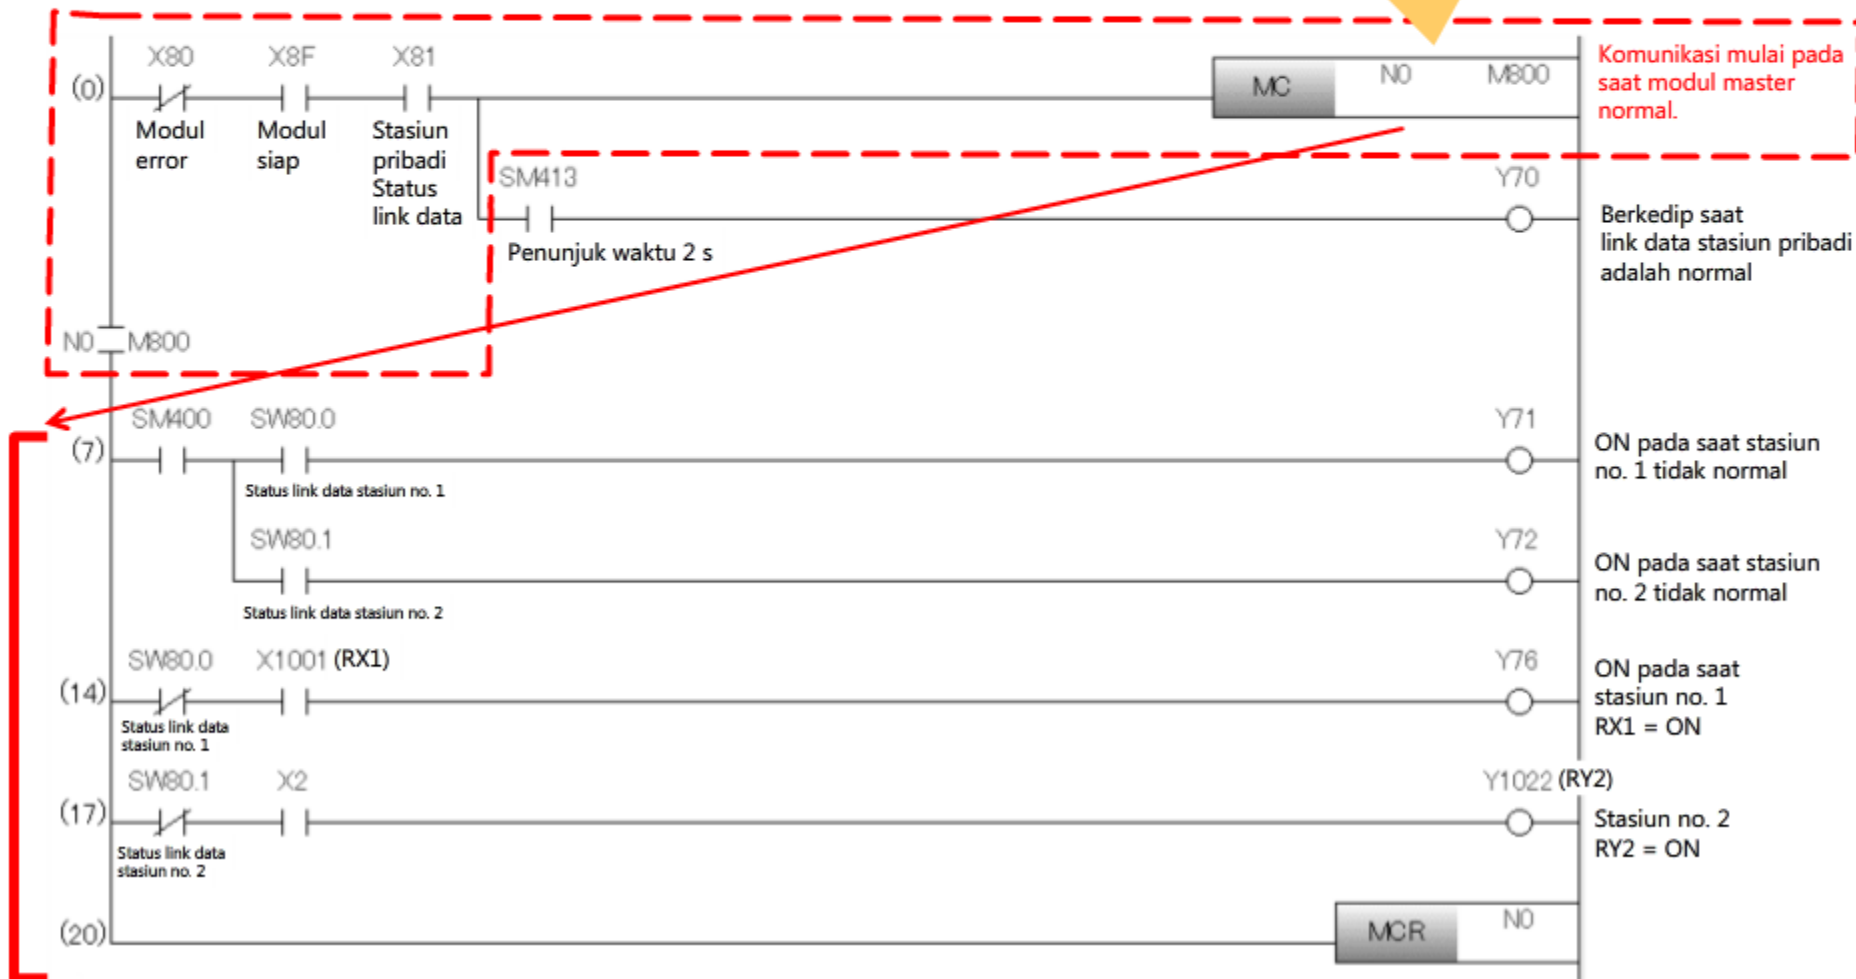 X80 X8F X81
(0)
MC N0 M800
Komunikasi mulai pada
saat modul master
normal.
Modul
error
Modul
siap
Stasiun
pribadi
Status
link data
SM413
Y70
Penunjuk waktu 2 s
Berkedip saat
link data stasiun pribadi
adalah normal
N0 M800
SM400 SW80.0
Y71
(7)
Status link data stasiun no. 1
ON pada saat stasiun
no. 1 tidak normal
SW80.1
Y72
Status link data stasiun no. 2
ON pada saat stasiun
no. 2 tidak normal
SW80.0 X1001 (RX1)
Y76
(14)
Status link data
stasiun no. 1
ON pada saat
stasiun no. 1
RX1 = ON
SW80.1 X2
Y1022 (RY2)
(17)
Status link data
stasiun no. 2
Stasiun no. 2
RY2 = ON
(20)
MCR N0